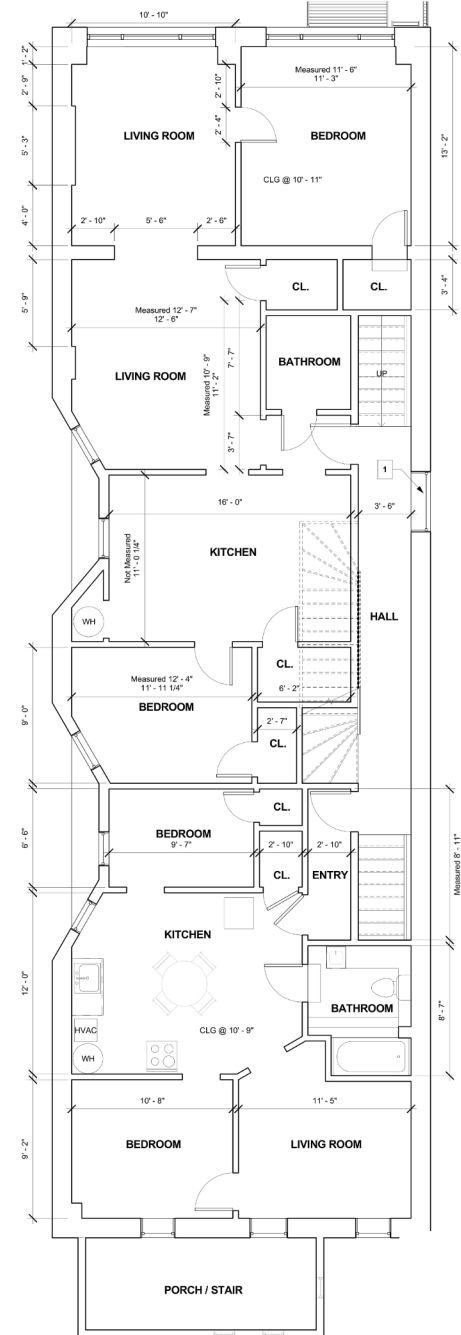 10' - 10"
1' - 2"
2' - 9"
5' - 3"
4' - 0"
2' - 10"
2' - 4"
Measured 11' - 6"
11' - 3"
LIVING ROOM
BEDROOM
13' - 2"
CLG @ 10' - 11"
2' - 10"
5' - 6"
2' - 6"
5' - 9"
CL.
CL.
3' - 4"
Measured 12' - 7"
12' - 6"
LIVING ROOM
Measured 10' - 9"
11' - 2"
7' - 7"
3' - 7"
BATHROOM
UP
1
3' - 6"
16' - 0"
KITCHEN
Not Measured
11' - 0 1/4"
HALL
WH
CL.
6' - 2"
Measured 12' - 4"
11' - 11 1/4"
BEDROOM
9' - 0"
2' - 7"
CL.
CL.
6' - 6"
BEDROOM
9' - 7"
2' - 10"
CL.
2' - 10"
ENTRY
Measured 8' - 11"
KITCHEN
12' - 0"
CLG @ 10' - 9"
HVAC
WH
BATHROOM
8' - 7"
10' - 8"
11' - 5"
9' - 2"
BEDROOM
LIVING ROOM
PORCH / STAIR